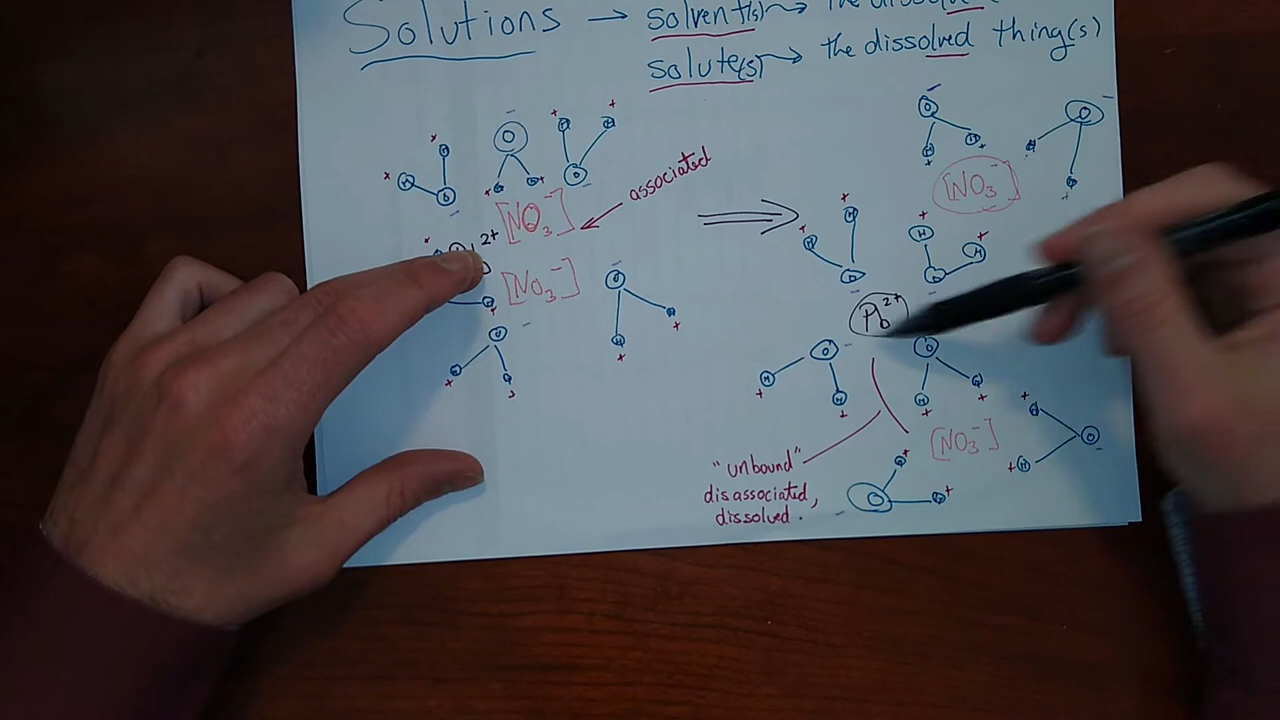 Solutions → solvent(s) →
solute(s) → the dissolved thing(s)
associated
[NO3-]
2+
[NO3-]
[NO3-]
H H
Pb2+
H H H
[NO3-]
H
"unbound"
disassociated,
dissolved.